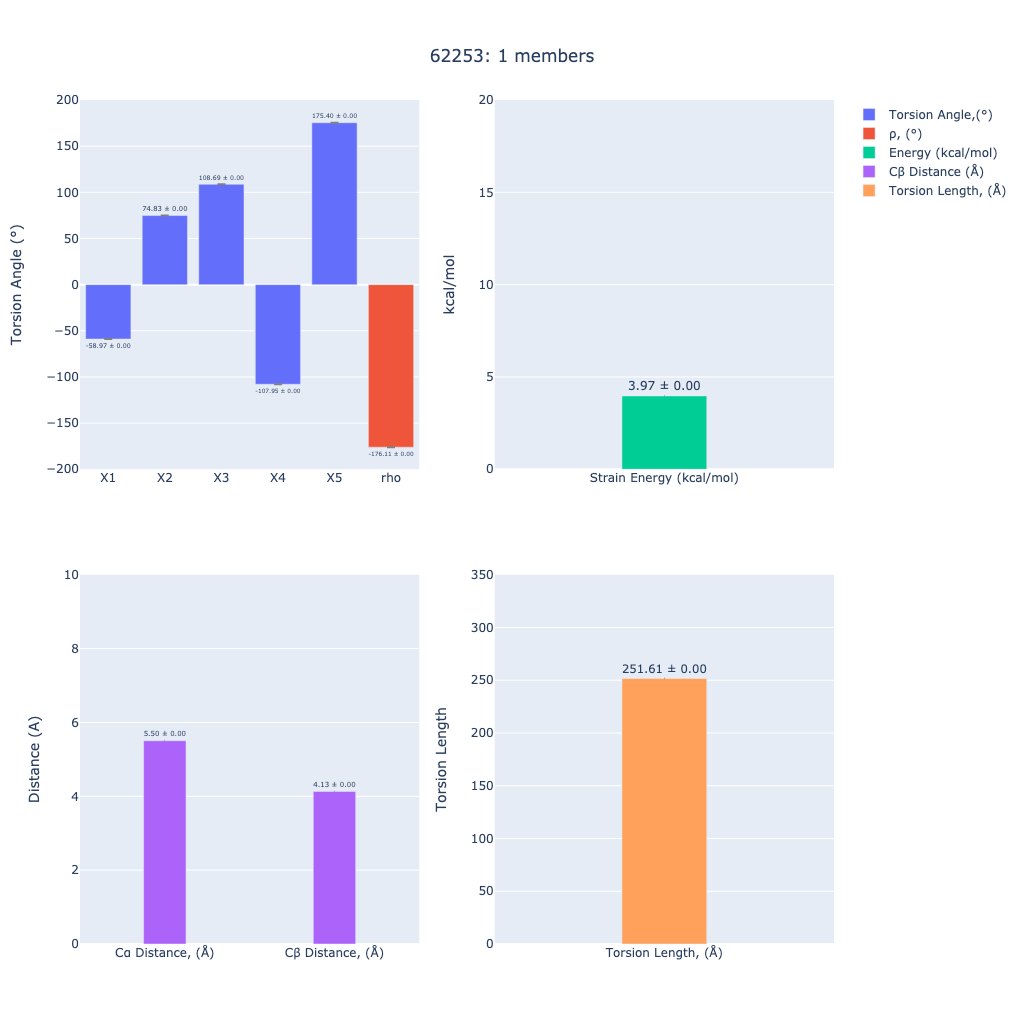 62253: 1 members
Torsion Angle (°)
200
150
100
50
0
−50
−100
−150
−200
-58.97 ± 0.00
74.83 ± 0.00
108.69 ± 0.00
-107.95 ± 0.00
175.40 ± 0.00
-176.11 ± 0.00
X1 X2 X3 X4 X5 rho
kcal/mol
20
15
10
5
0
3.97 ± 0.00
Strain Energy (kcal/mol)
Torsion Angle,(°)
ρ, (°)
Energy (kcal/mol)
Cβ Distance (Å)
Torsion Length, (Å)
Distance (A)
10
8
6
4
2
0
5.50 ± 0.00
4.13 ± 0.00
Cα Distance, (Å) Cβ Distance, (Å)
Torsion Length
350
300
250
200
150
100
50
0
251.61 ± 0.00
Torsion Length, (Å)